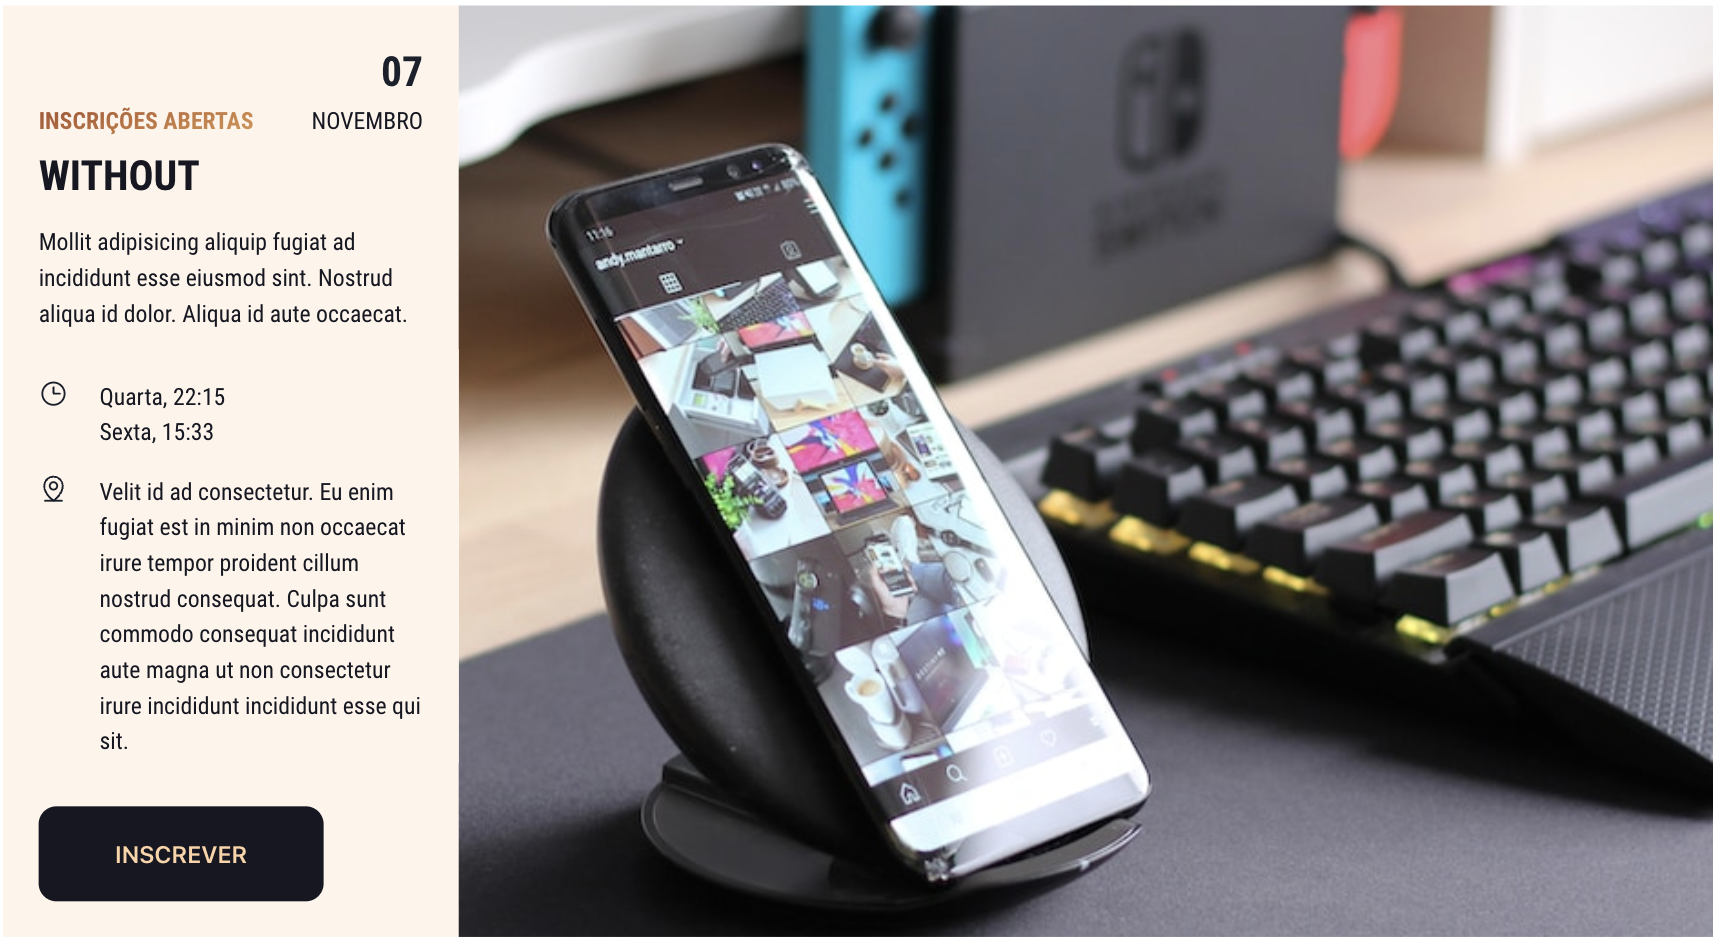 07
INSCRIÇÕES ABERTAS
NOVEMBRO
WITHOUT
Mollit adipisicing aliquip fugiat ad
incididunt esse eiusmod sint. Nostrud
aliqua id dolor. Aliqua id aute occaecat.
Quarta, 22:15
Sexta, 15:33
Velit id ad consectetur. Eu enim
fugiat est in minim non occaecat
irure tempor proident cillum
nostrud consequat. Culpa sunt
commodo consequat incididunt
aute magna ut non consectetur
irure incididunt incididunt esse qui
sit.
INSCREVER
11:16
andy.mantarro
SWITCH